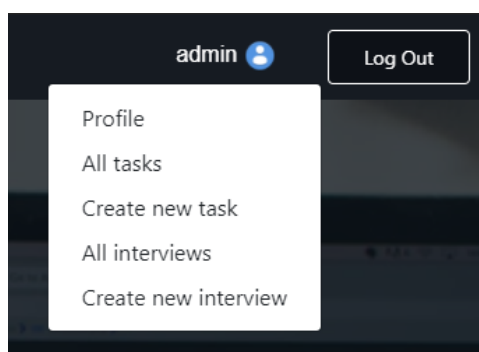 admin
Log Out
Profile
All tasks
Create new task
All interviews
Create new interview